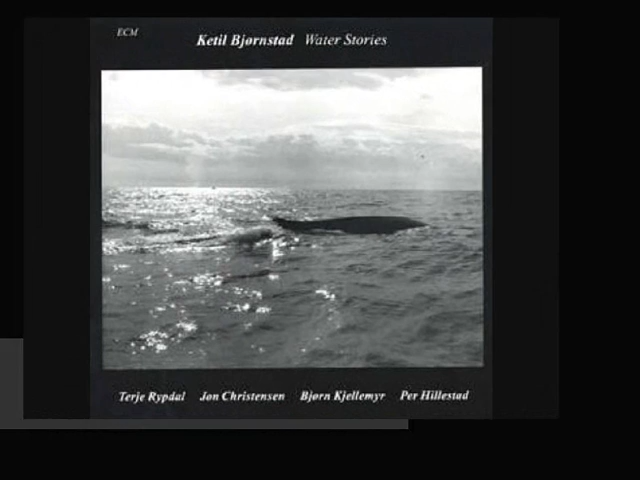 ECM
Ketil Bjørnstad Water Stories
Terje Rypdal Jon Christensen Bjørn Kjellemyr Per Hillestad